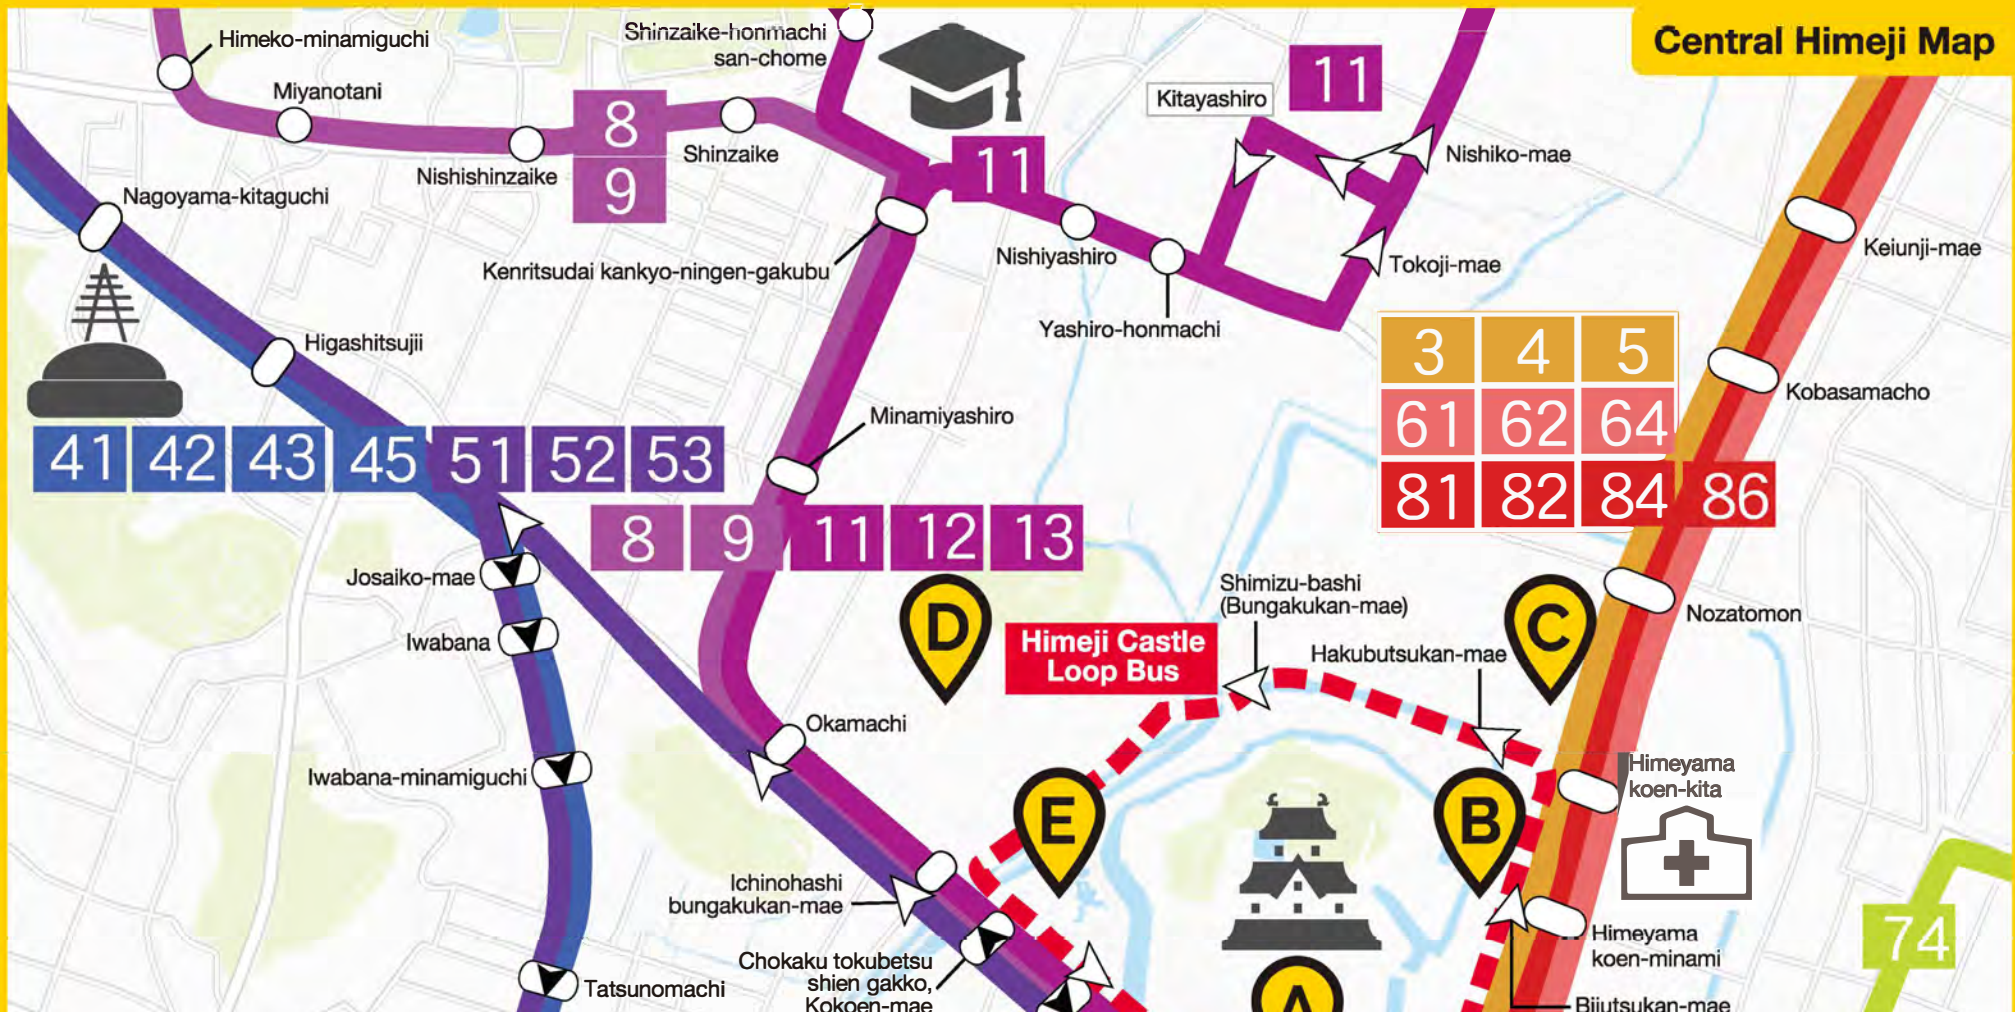 Central Himeji Map
Himeko-minamiguchi
Shinzaike-honmachi
san-chome
Miyanotani
8
9
Nishishinzaike
Shinzaike
11
Kitayashiro
11
Nishiko-mae
Nagoyama-kitaguchi
Kenritsudai kankyo-ningen-gakubu
Nishiyashiro
Tokoji-mae
Keiunji-mae
Yashiro-honmachi
Higashitsujii
3 4 5
61 62 64
81 82 84 86
Kobasamacho
Minamiyashiro
41 42 43 45 51 52 53
8 9 11 12 13
Josaiko-mae
Iwabana
D
Himeji Castle
Loop Bus
Shimizu-bashi
(Bungakukan-mae)
Hakubutsukan-mae
C
Nozatomon
Okamachi
Iwabana-minamiguchi
E
B
Himeyama
koen-kita
Ichinohashi
bungakukan-mae
74
Himeyama
koen-minami
Chokaku tokubetsu
shien gakko,
Kokoen-mae
Tatsunomachi
A
Bijutsukan-mae